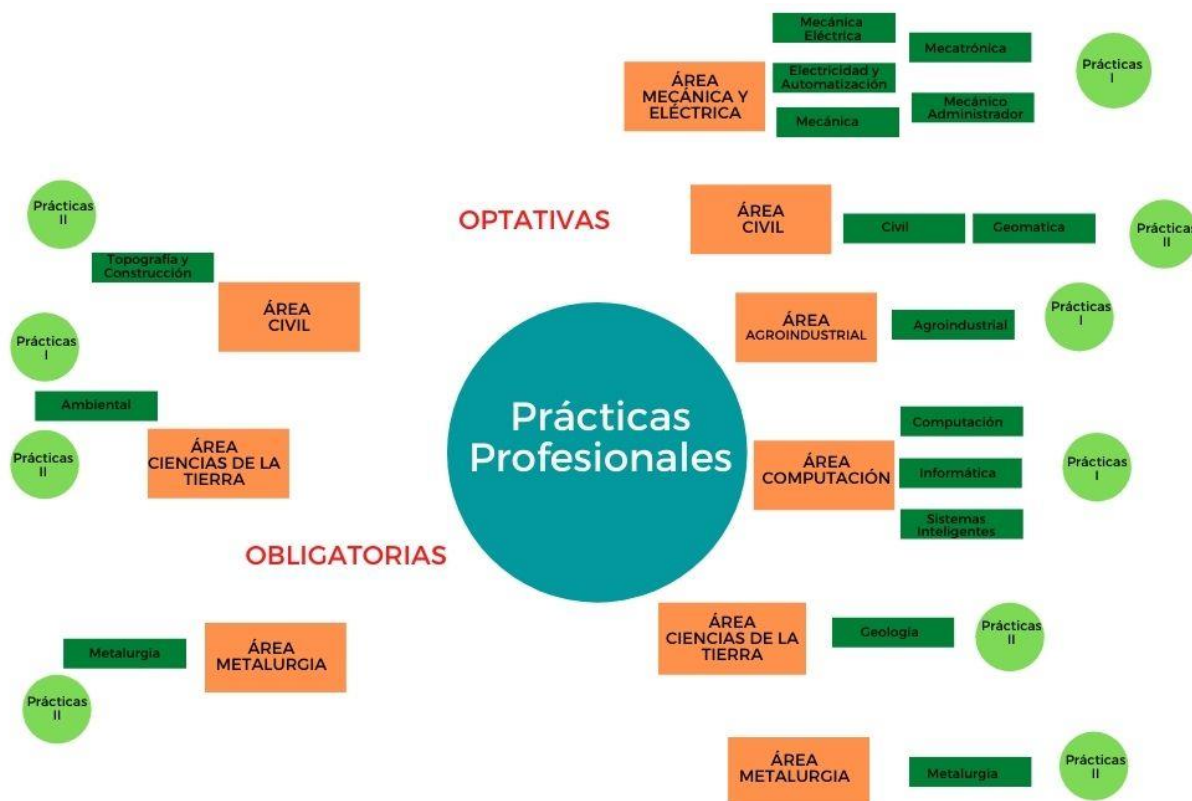 Mecánica
Eléctrica
Mecatrónica
Prácticas
I
ÁREA
MECÁNICA Y
ELÉCTRICA
Electricidad y
Automatización
Mecánico
Administrador
Mecánica
Prácticas
II
OPTATIVAS
ÁREA
CIVIL
Civil
Geomatica
Prácticas
II
Topografía y
Construcción
ÁREA
CIVIL
ÁREA
AGROINDUSTRIAL
Agroindustrial
Prácticas
I
Prácticas
I
Ambiental
Prácticas
II
ÁREA
CIENCIAS DE LA
TIERRA
Prácticas
Profesionales
ÁREA
COMPUTACIÓN
Computación
Informática
Sistemas
Inteligentes
Prácticas
I
OBLIGATORIAS
ÁREA
CIENCIAS DE LA
TIERRA
Geología
Prácticas
II
Metalurgia
ÁREA
METALURGIA
Prácticas
II
ÁREA
METALURGIA
Metalurgia
Prácticas
II